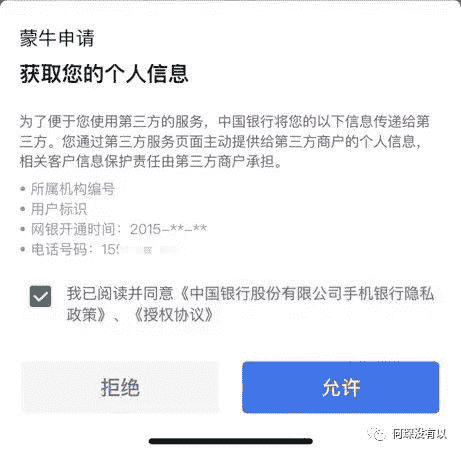 蒙牛申请
获取您的个人信息
为了便于您使用第三方的服务，中国银行将您的以下信息传递给第
三方。您通过第三方服务页面主动提供给第三方商户的个人信息，
相关客户信息保护责任由第三方商户承担。
• 所属机构编号
• 用户标识
• 网银开通时间：2015-**-**
• 电话号码：159
我已阅读并同意《中国银行股份有限公司手机银行隐私
政策》、《授权协议》
拒绝
允许
何琛没有以